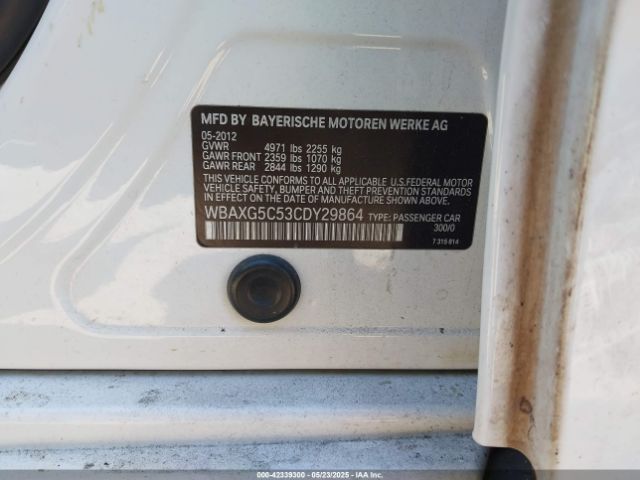 MFD BY BAYERISCHE MOTOREN WERKE AG
05-2012
GVWR 4971 lbs 2255 kg
GAWR FRONT 2359 lbs 1070 kg
GAWR REAR 2844 lbs 1290 kg
THIS VEHICLE CONFORMS TO ALL APPLICABLE U.S.FEDERAL MOTOR
VEHICLE SAFETY, BUMPER AND THEFT PREVENTION STANDARDS
IN EFFECT ON THE DATE OF MANUFACTURE SHOWN ABOVE.
WBAXG5C53CDY29864 TYPE: PASSENGER CAR
300/0
7 315 814
000-42339300 05/23/2025 IAA Holdings, LLC.